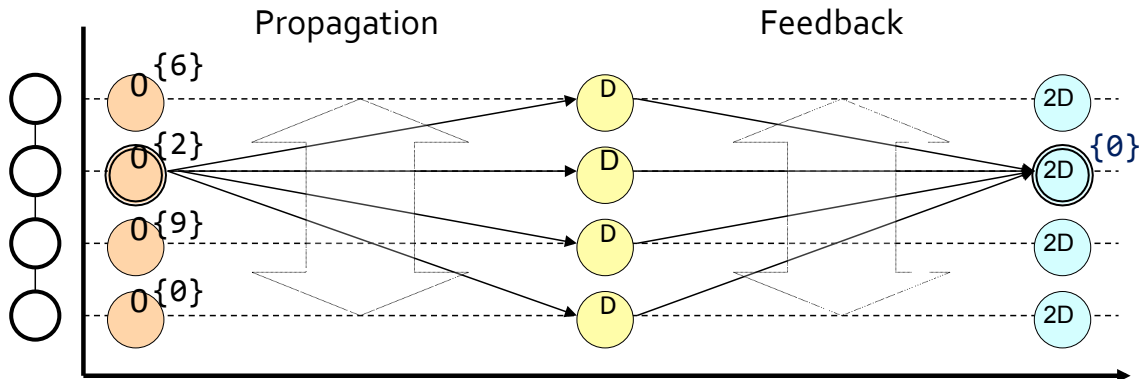 Propagation Feedback
0 {6} D 2D
0 {2} D 2D {0}
0 {9} D 2D
0 {0} D 2D